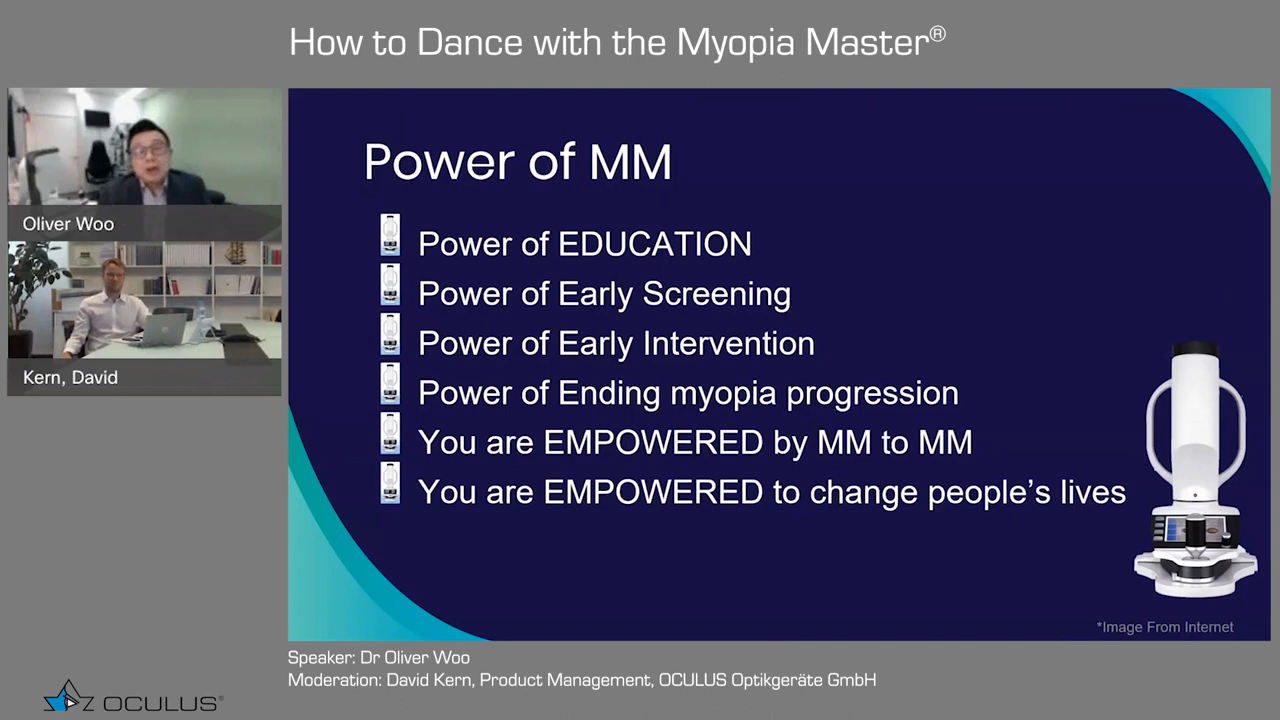 How to Dance with the Myopia Master®
Oliver Woo
Kern, David
Power of MM
Power of EDUCATION
Power of Early Screening
Power of Early Intervention
Power of Ending myopia progression
You are EMPOWERED by MM to MM
You are EMPOWERED to change people’s lives
*Image From Internet
Speaker: Dr Oliver Woo
Moderation: David Kern, Product Management, OCULUS Optikgeräte GmbH
OCULUS®